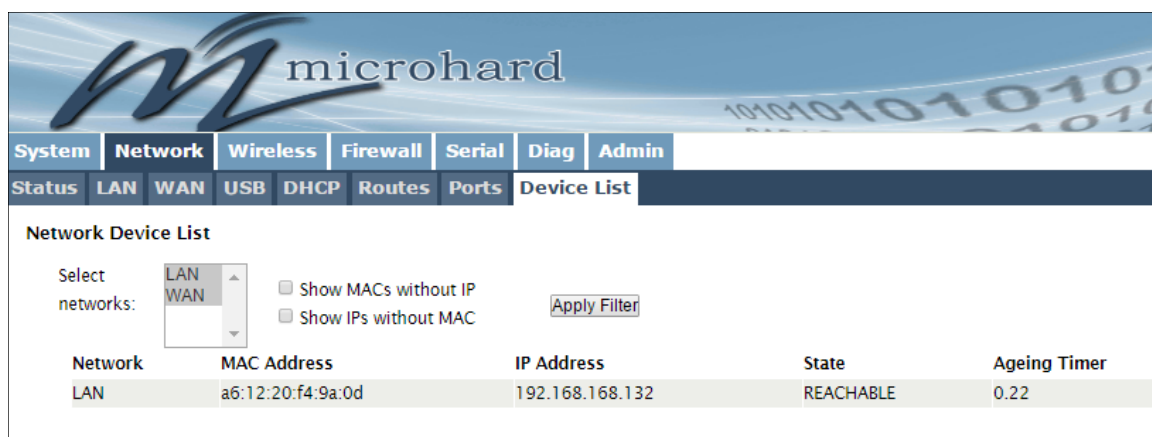 microhard
101010101010101010
System Network Wireless Firewall Serial Diag Admin
Status LAN WAN USB DHCP Routes Ports Device List
Network Device List
Select networks:
LAN
WAN
Show MACs without IP
Show IPs without MAC
Apply Filter
Network MAC Address IP Address State Ageing Timer
LAN a6:12:20:f4:9a:0d 192.168.168.132 REACHABLE 0.22